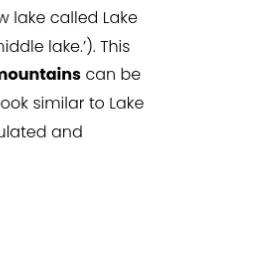 w lake called Lake
niddle lake.’). This
mountains can be
ook similar to Lake
ulated and